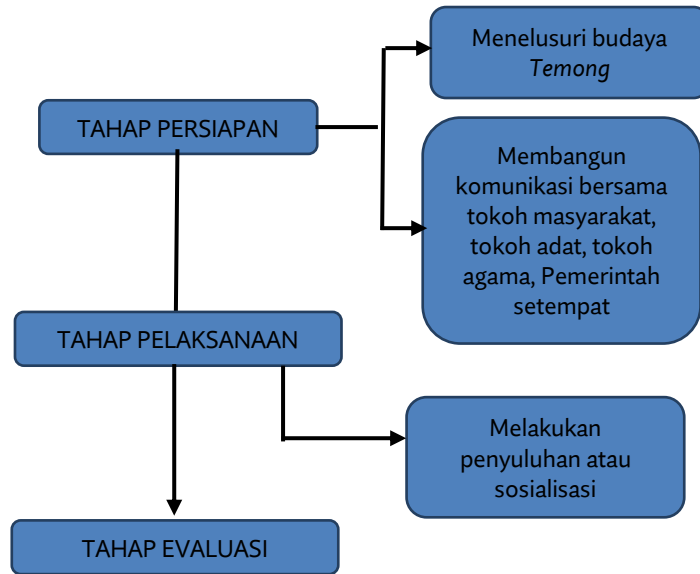 Menelusuri budaya
Temong
TAHAP PERSIAPAN
Membangun
komunikasi bersama
tokoh masyarakat,
tokoh adat, tokoh
agama, Pemerintah
setempat
TAHAP PELAKSANAAN
Melakukan
penyuluhan atau
sosialisasi
TAHAP EVALUASI